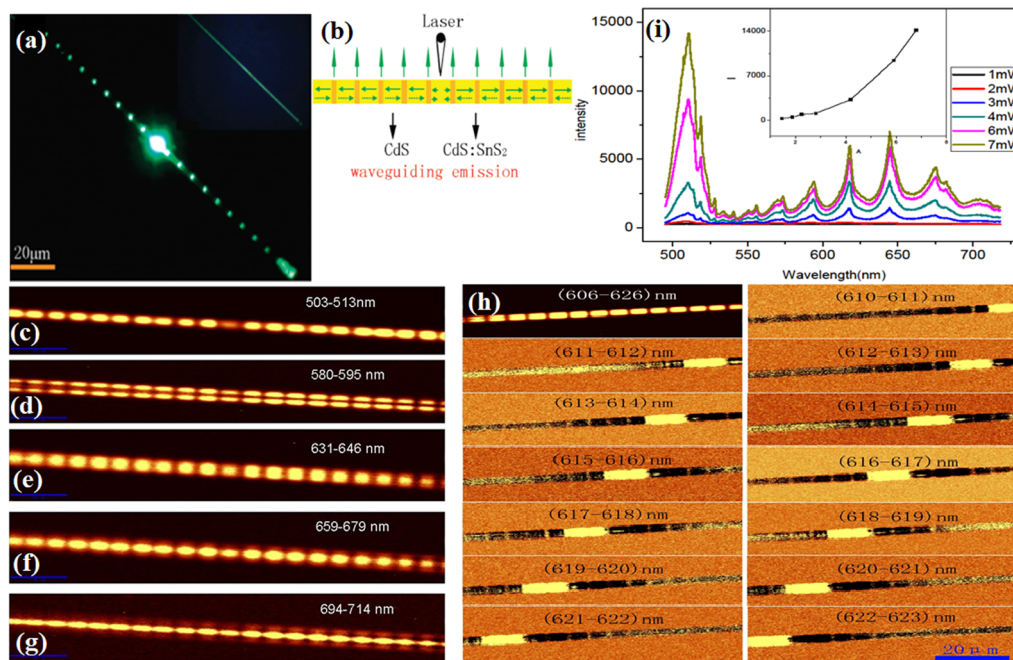 (a)
20μm
(b)
Laser
CdS
CdS:SnS₂
waveguiding emission
(i)
15000
10000
5000
0
intensity
500
550
600
650
700
Wavelength(nm)
14000
7000
0
I
2
4
6
8
A
1mW
2mW
3mW
4mW
6mW
7mW
(c)
503-513nm
(d)
580-595 nm
(e)
631-646 nm
(f)
659-679 nm
(g)
694-714 nm
(h)
(606-626)nm
(610-611)nm
(611-612)nm
(612-613)nm
(613-614)nm
(614-615)nm
(615-616)nm
(616-617)nm
(617-618)nm
(618-619)nm
(619-620)nm
(620-621)nm
(621-622)nm
(622-623)nm
20μm